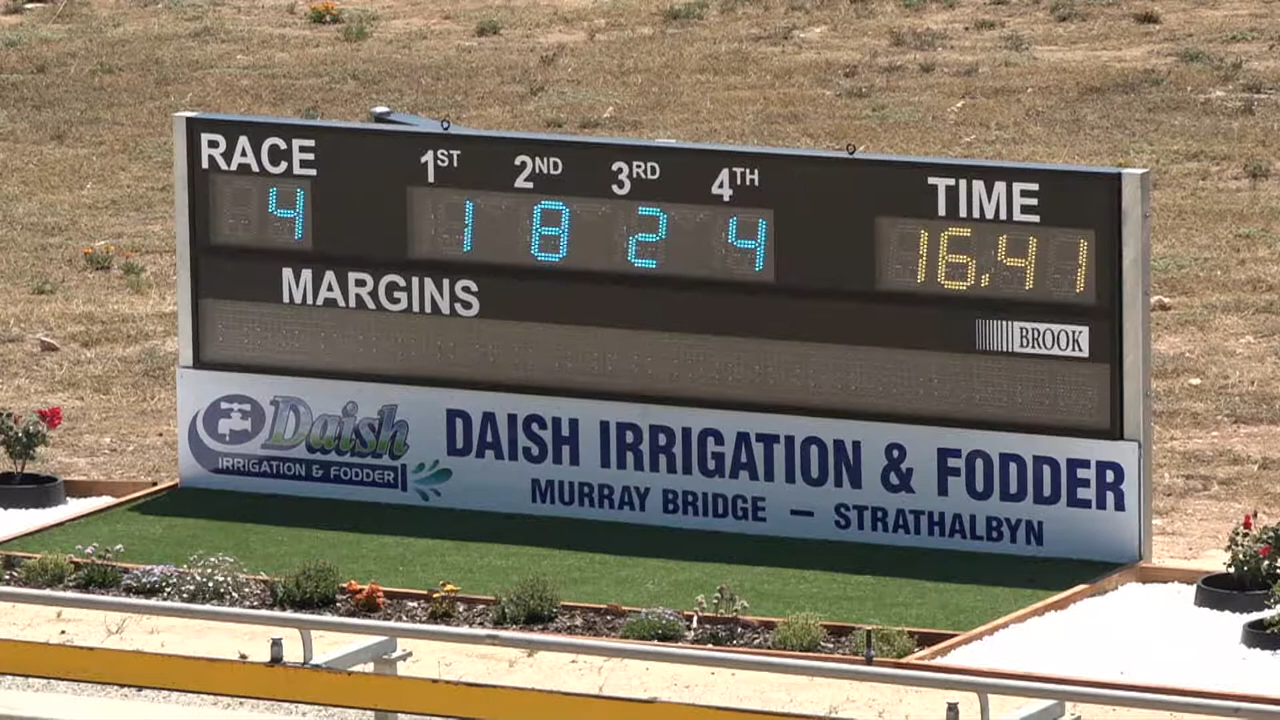 RACE 1ST 2ND 3RD 4TH TIME
4 1 8 2 4 16.41
MARGINS
BROOK
Daish
IRRIGATION & FODDER
DAISH IRRIGATION & FODDER
MURRAY BRIDGE — STRATHALBYN